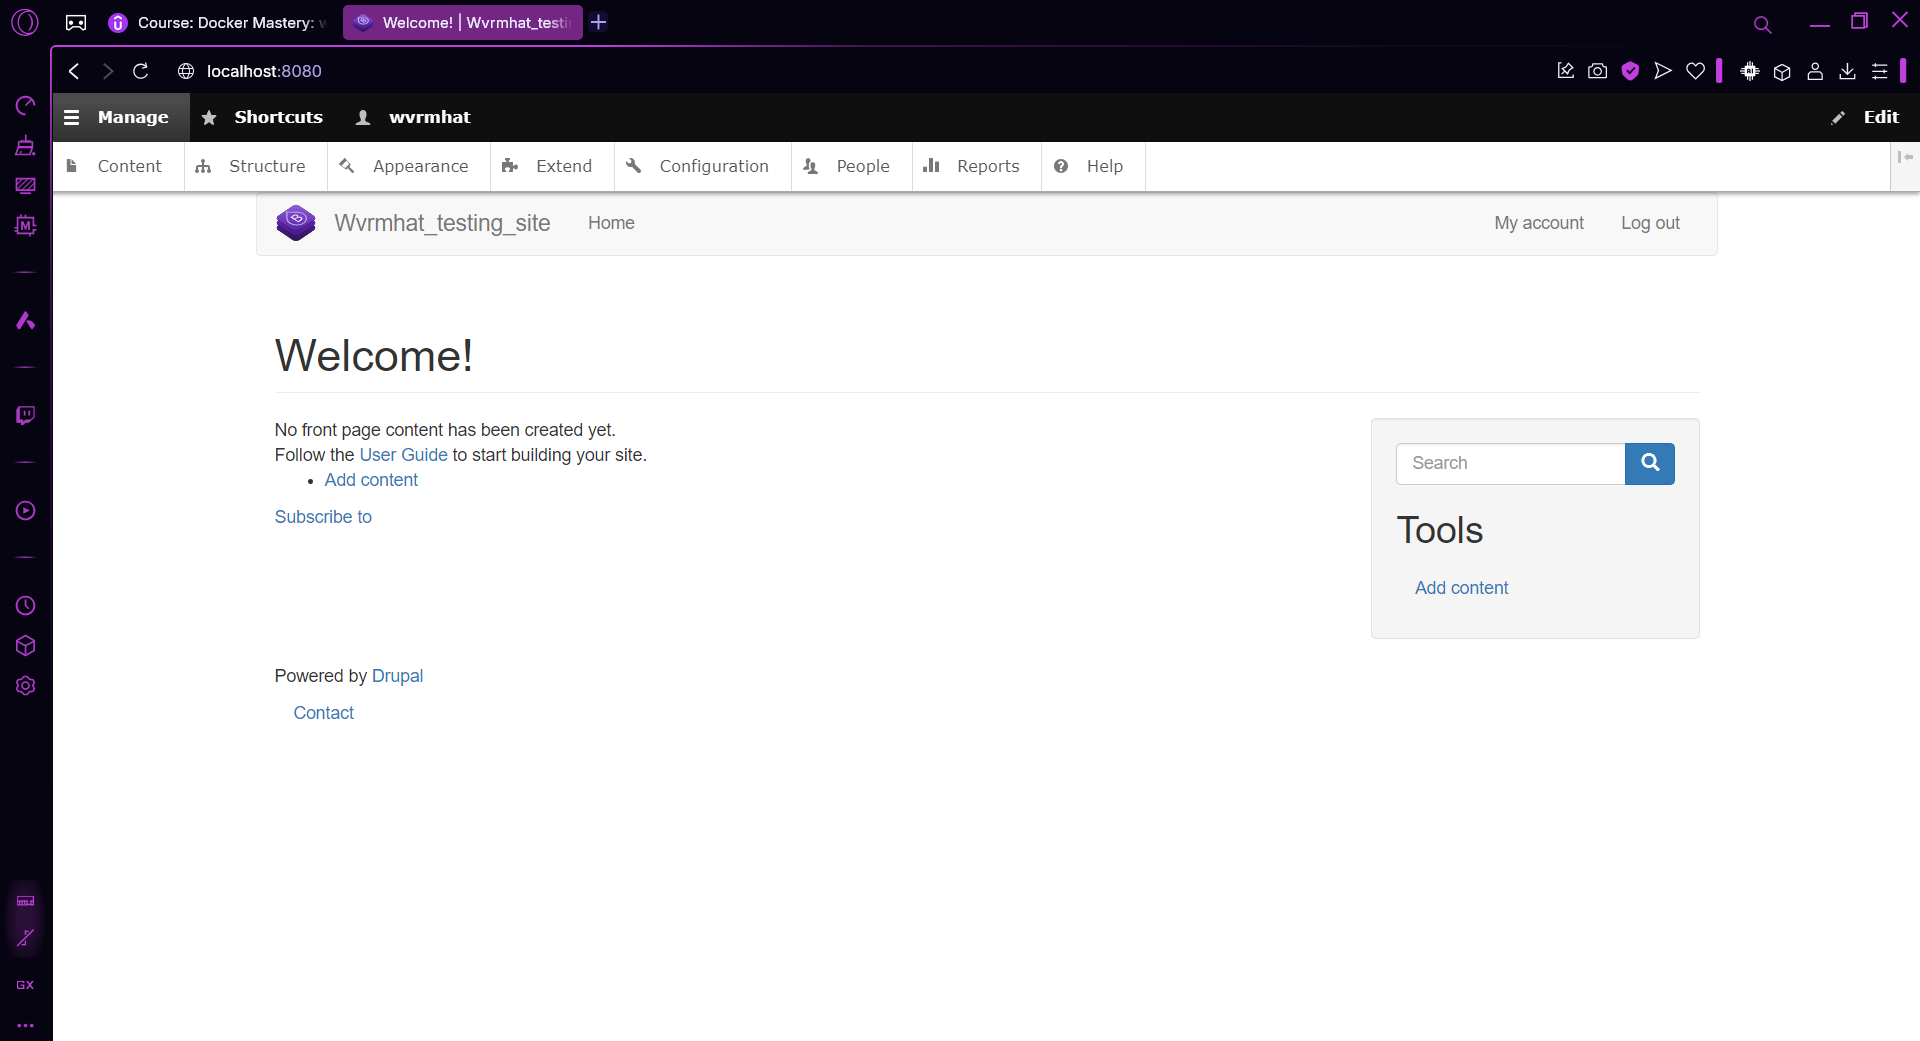 Course: Docker Mastery:
Welcome! | Wvrmhat_testi
localhost:8080
Manage
Shortcuts
wvrmhat
Edit
Content
Structure
Appearance
Extend
Configuration
People
Reports
Help
Wvrmhat_testing_site
Home
My account
Log out
Welcome!
No front page content has been created yet.
Follow the User Guide to start building your site.
Add content
Subscribe to
Search
Tools
Add content
Powered by Drupal
Contact
GX